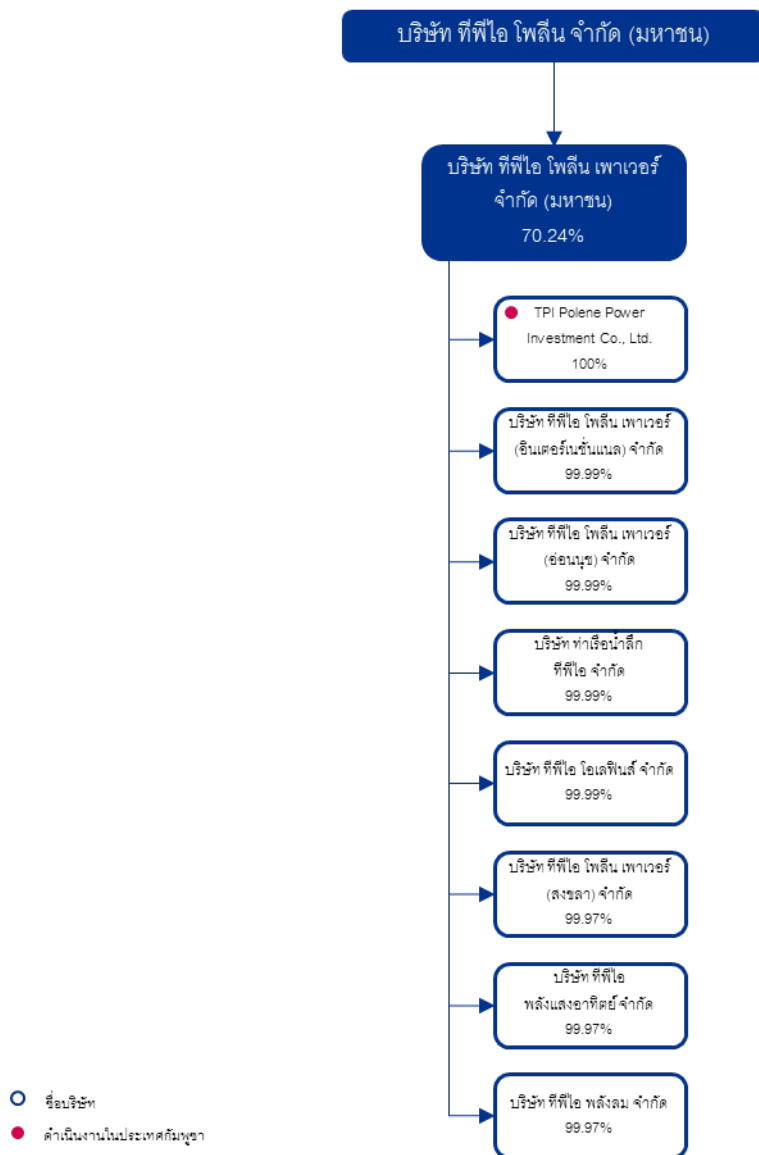 บริษัท ทีพีไอ โพลีน จำกัด (มหาชน)
บริษัท ทีพีไอ โพลีน เพาเวอร์
จำกัด (มหาชน)
70.24%
TPI Polene Power
Investment Co., Ltd.
100%
บริษัท ทีพีไอ โพลีน เพาเวอร์
(อินเตอร์เนชั่นแนล) จำกัด
99.99%
บริษัท ทีพีไอ โพลีน เพาเวอร์
(อ่อนนุช) จำกัด
99.99%
บริษัท ท่าเรือน้ำลึก
ทีพีไอ จำกัด
99.99%
บริษัท ทีพีไอ โอเลฟินส์ จำกัด
99.99%
บริษัท ทีพีไอ โพลีน เพาเวอร์
(สงขลา) จำกัด
99.97%
บริษัท ทีพีไอ
พลังแสงอาทิตย์ จำกัด
99.97%
บริษัท ทีพีไอ พลังลม จำกัด
99.97%
ชื่อบริษัท
ดำเนินงานในประเทศกัมพูชา